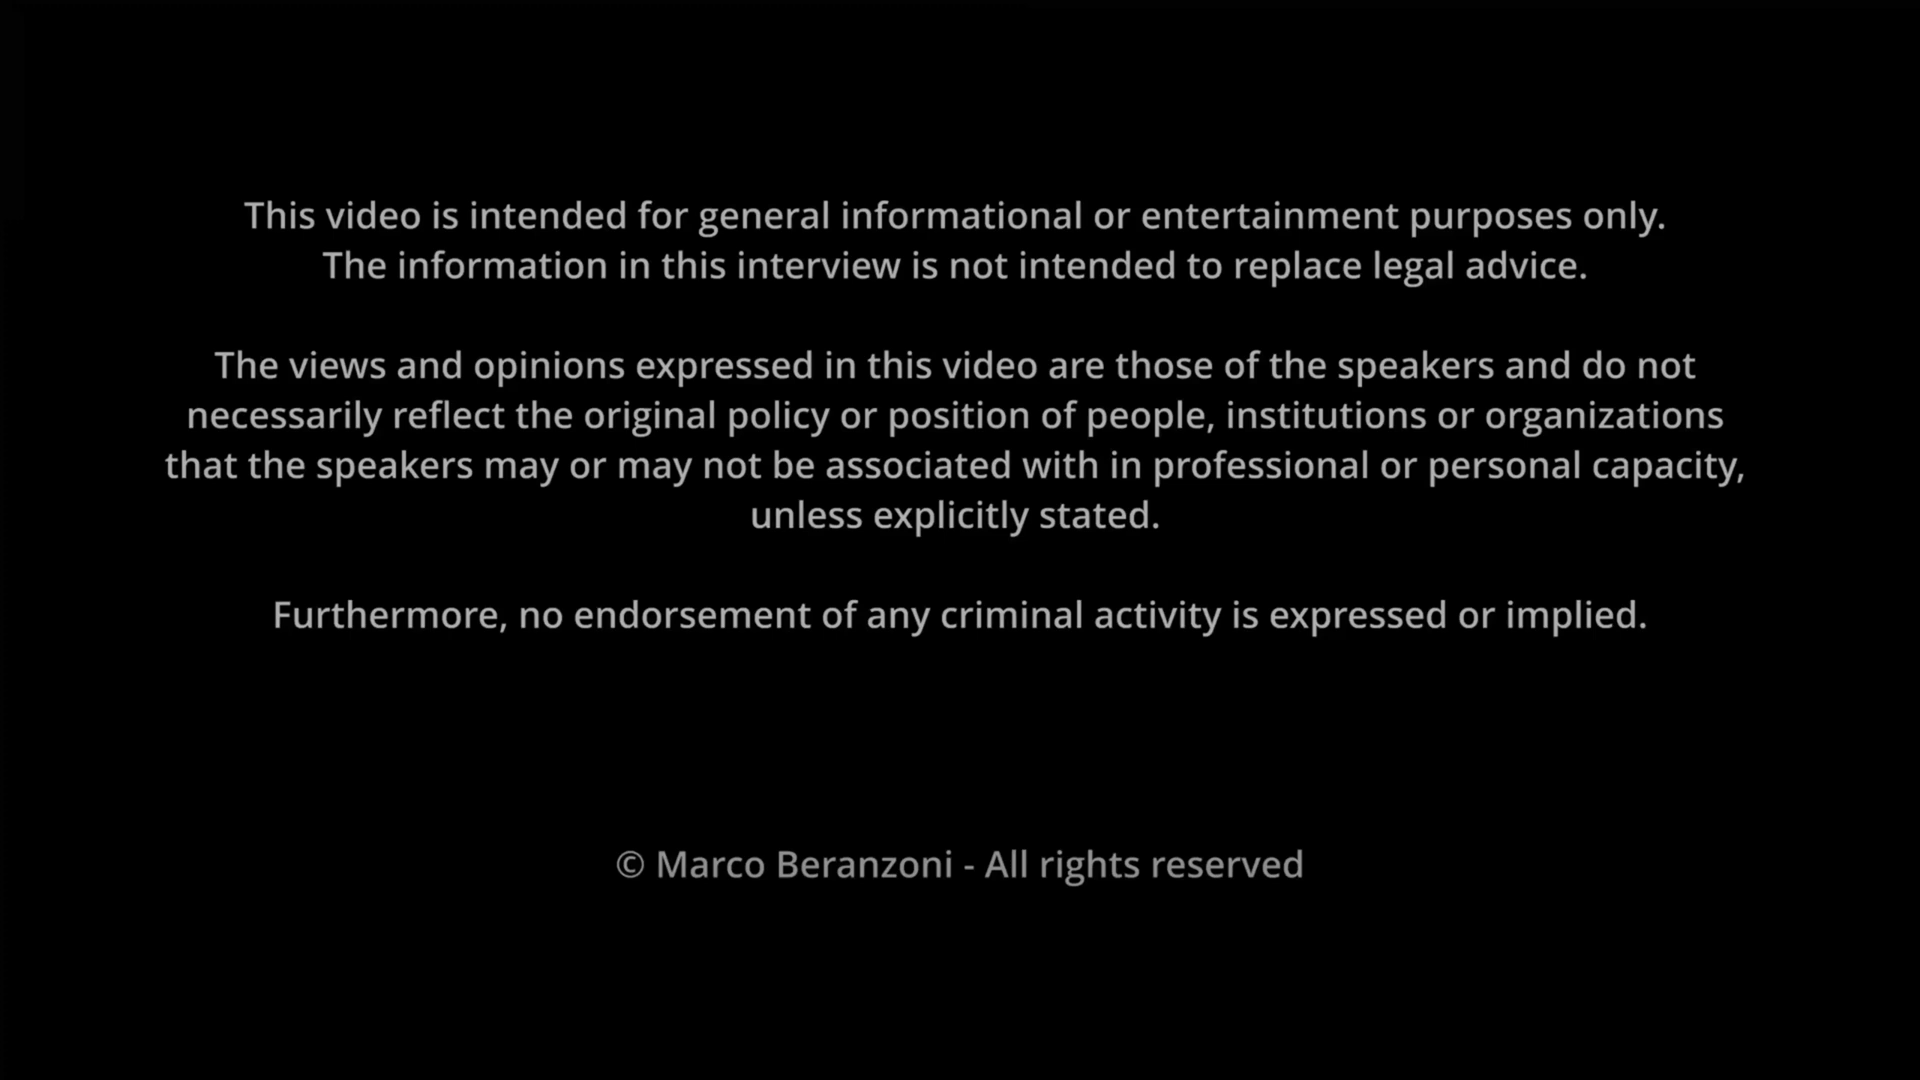 This video is intended for general informational or entertainment purposes only.
The information in this interview is not intended to replace legal advice.
The views and opinions expressed in this video are those of the speakers and do not
necessarily reflect the original policy or position of people, institutions or organizations
that the speakers may or may not be associated with in professional or personal capacity,
unless explicitly stated.
Furthermore, no endorsement of any criminal activity is expressed or implied.
© Marco Beranzoni - All rights reserved